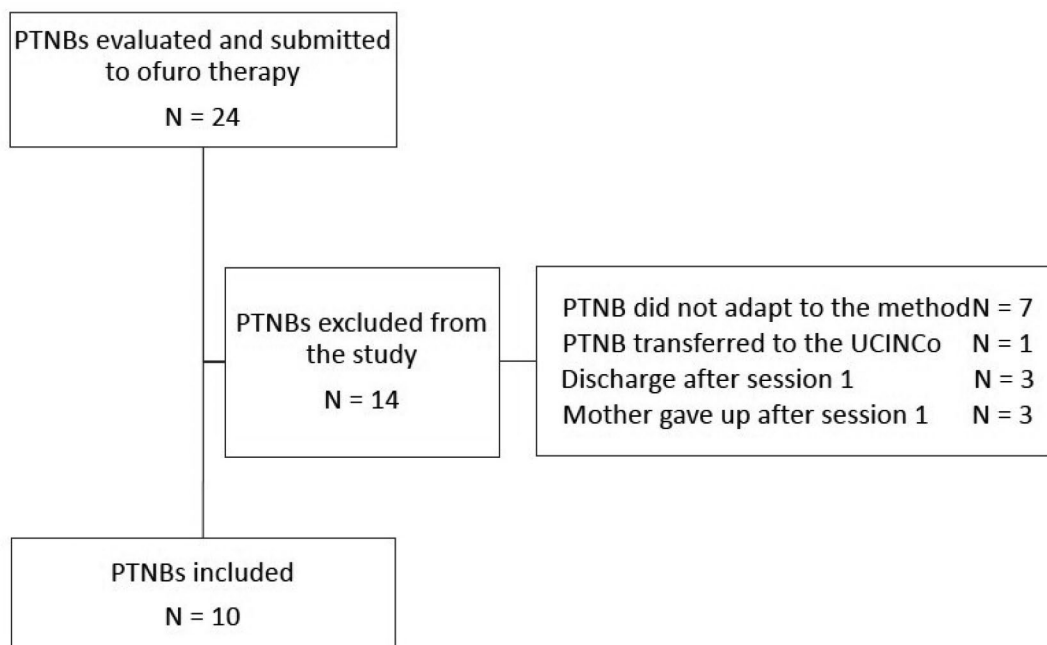 PTNBs evaluated and submitted
to ofuro therapy
N = 24
PTNBs excluded from
the study
N = 14
PTNB did not adapt to the method N = 7
PTNB transferred to the UCINCo N = 1
Discharge after session 1 N = 3
Mother gave up after session 1 N = 3
PTNBs included
N = 10